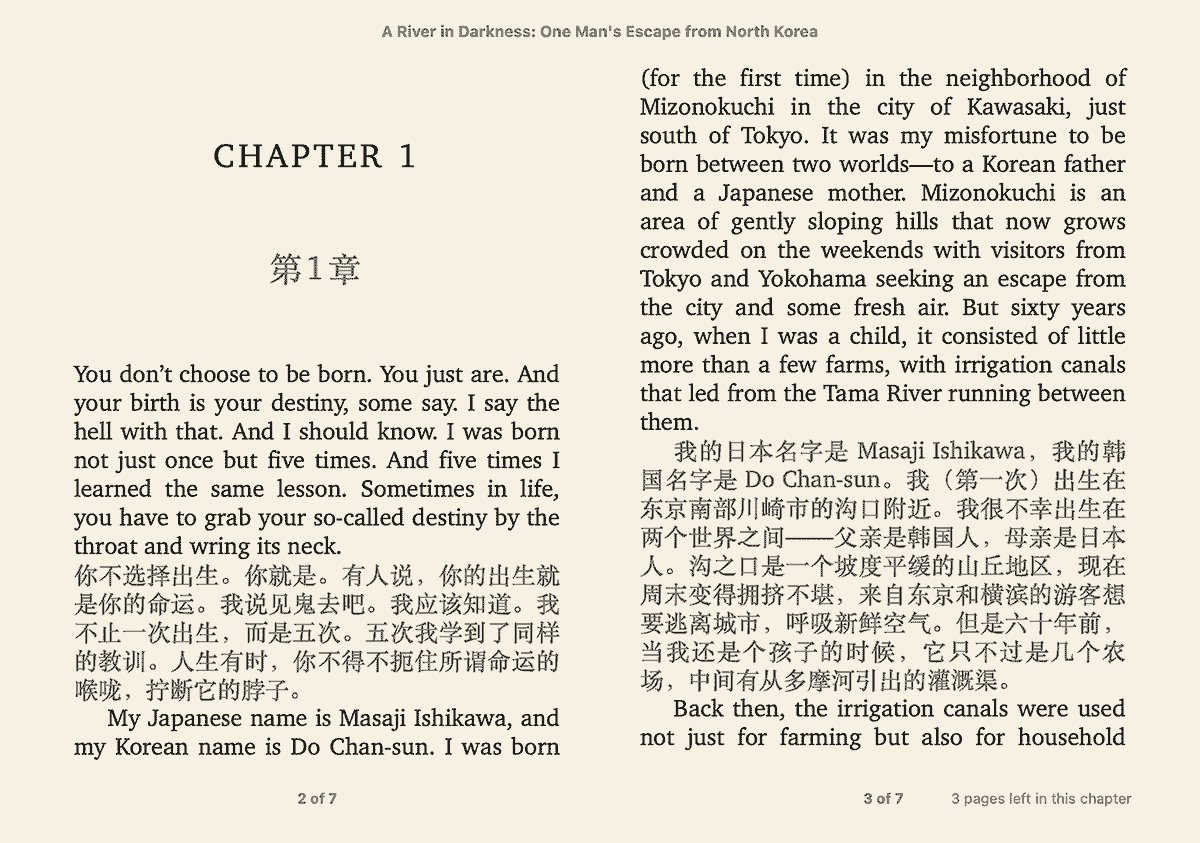 A River in Darkness: One Man's Escape from North Korea
CHAPTER 1
第1章
You don’t choose to be born. You just are. And
your birth is your destiny, some say. I say the
hell with that. And I should know. I was born
not just once but five times. And five times I
learned the same lesson. Sometimes in life,
you have to grab your so-called destiny by the
throat and wring its neck.
你不选择出生。你就是。有人说，你的出生就
是你的命运。我说见鬼去吧。我应该知道。我
不止一次出生，而是五次。五次我学到了同样
的教训。人生有时，你不得不扼住所谓命运的
喉咙，拧断它的脖子。
My Japanese name is Masaji Ishikawa, and
my Korean name is Do Chan-sun. I was born
2 of 7
(for the first time) in the neighborhood of
Mizonokuchi in the city of Kawasaki, just
south of Tokyo. It was my misfortune to be
born between two worlds—to a Korean father
and a Japanese mother. Mizonokuchi is an
area of gently sloping hills that now grows
crowded on the weekends with visitors from
Tokyo and Yokohama seeking an escape from
the city and some fresh air. But sixty years
ago, when I was a child, it consisted of little
more than a few farms, with irrigation canals
that led from the Tama River running between
them.
我的日本名字是 Masaji Ishikawa，我的韩
国名字是 Do Chan-sun。我（第一次）出生在
东京南部川崎市的沟口附近。我很不幸出生在
两个世界之间——父亲是韩国人，母亲是日本
人。沟之口是一个坡度平缓的山丘地区，现在
周末变得拥挤不堪，来自东京和横滨的游客想
要逃离城市，呼吸新鲜空气。但是六十年前，
当我还是个孩子的时候，它只不过是几个农
场，中间有从多摩河引出的灌溉渠。
Back then, the irrigation canals were used
not just for farming but also for household
3 of 7
3 pages left in this chapter